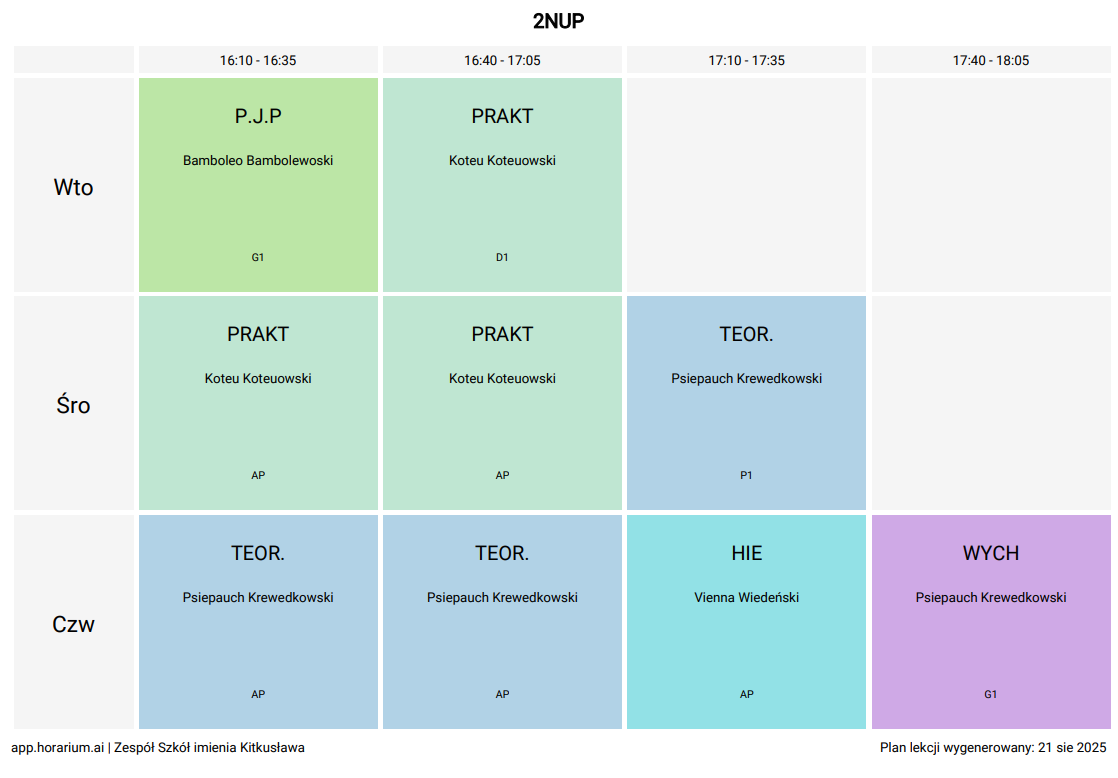 2NUP
16:10 - 16:35
16:40 - 17:05
17:10 - 17:35
17:40 - 18:05
Wto
P.J.P
Bamboleo Bambolewoski
G1
PRAKT
Koteu Koteuowski
D1
Śro
PRAKT
Koteu Koteuowski
AP
PRAKT
Koteu Koteuowski
AP
TEOR.
Psiepauch Krewedkowski
P1
Czw
TEOR.
Psiepauch Krewedkowski
AP
TEOR.
Psiepauch Krewedkowski
AP
HIE
Vienna Wiedeński
AP
WYCH
Psiepauch Krewedkowski
G1
app.horarium.ai | Zespół Szkół imienia Kitkusława
Plan lekcji wygenerowany: 21 sie 2025